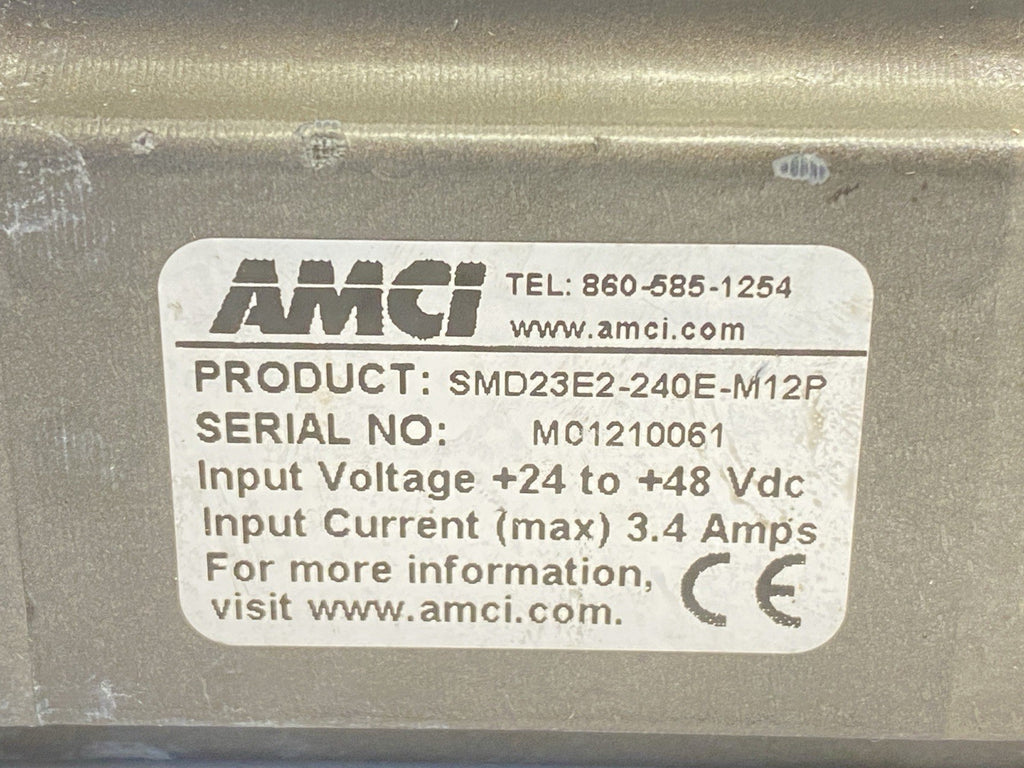 AMCI TEL: 860-585-1254
www.amci.com
PRODUCT: SMD23E2-240E-M12P
SERIAL NO: M01210061
Input Voltage +24 to +48 Vdc
Input Current (max) 3.4 Amps
For more information,
visit www.amci.com.
CE